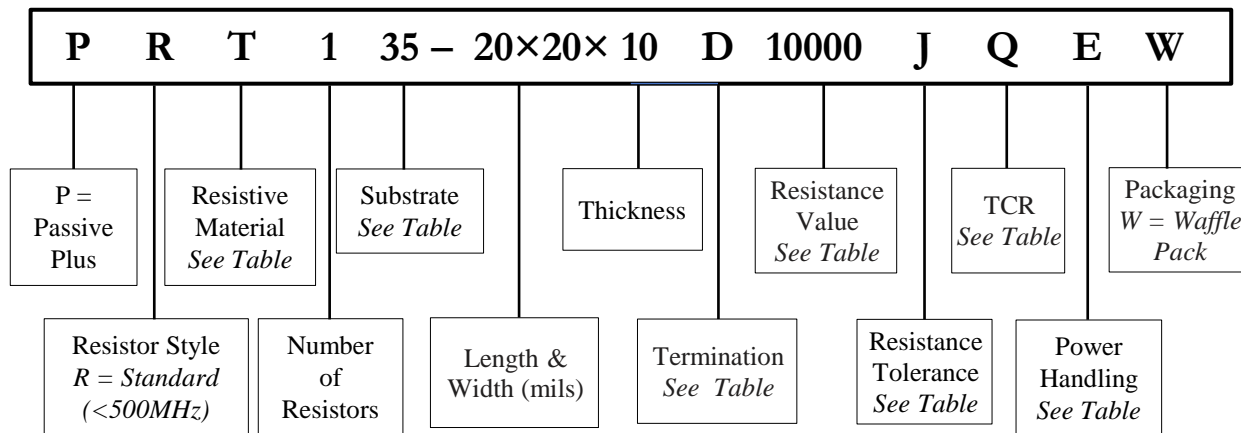 P R T 1 35 – 20×20× 10 D 10000 J Q E W
P =
Passive
Plus
Resistive
Material
See Table
Substrate
See Table
Thickness
Resistance
Value
See Table
TCR
See Table
Packaging
W = Waffle
Pack
Resistor Style
R = Standard
(<500MHz)
Number
of
Resistors
Length &
Width (mils)
Termination
See Table
Resistance
Tolerance
See Table
Power
Handling
See Table